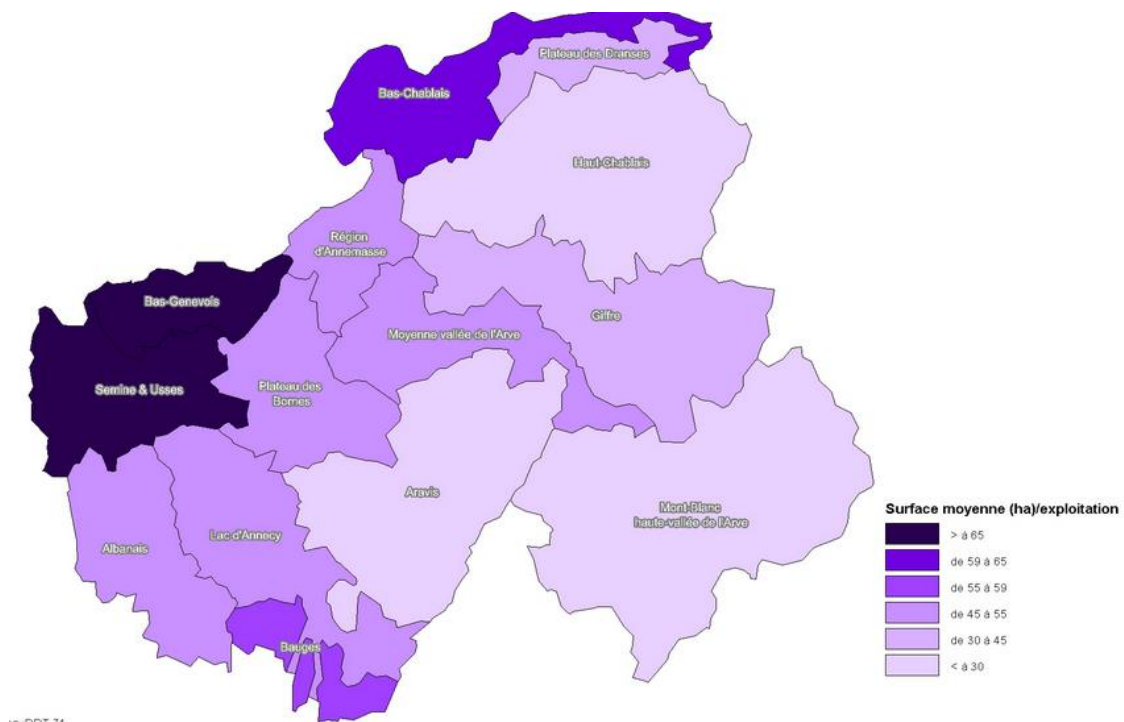 Plateau des Dranses
Bas-Chablais
Haut-Chablais
Région
d'Annemasse
Bas-Genevois
Giffre
Moyenne vallée de l'Arve
Semine & Usses
Plateau des
Bornes
Aravis
Mont-Blanc
haute-vallée de l'Arve
Lac d'Annecy
Albanais
Bauges
Surface moyenne (ha)/exploitation
> à 65
de 59 à 65
de 55 à 59
de 45 à 55
de 30 à 45
< à 30